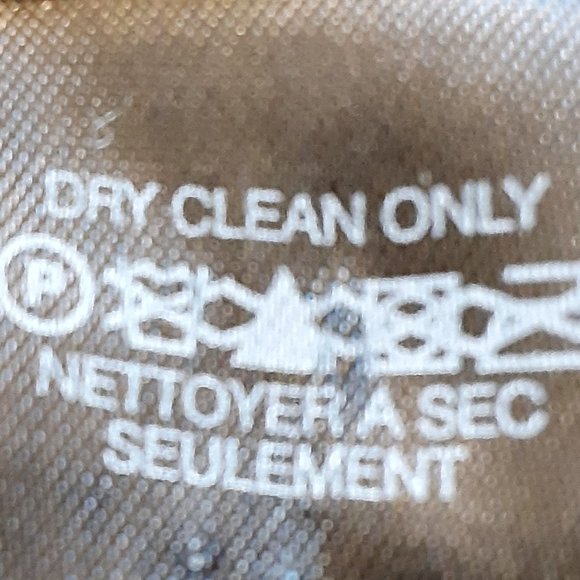 DRY CLEAN ONLY
P
NETTOYER A SEC
SEULEMENT